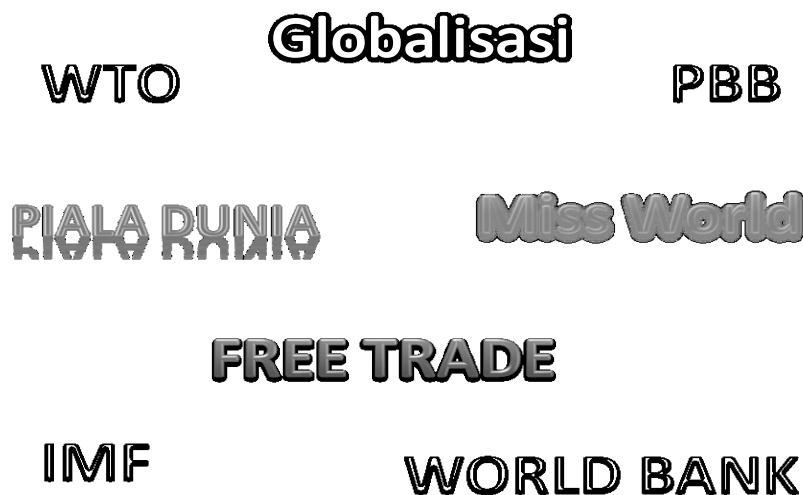 Globalisasi
WTO
PBB
PIALA DUNIA
Miss World
FREE TRADE
IMF
WORLD BANK